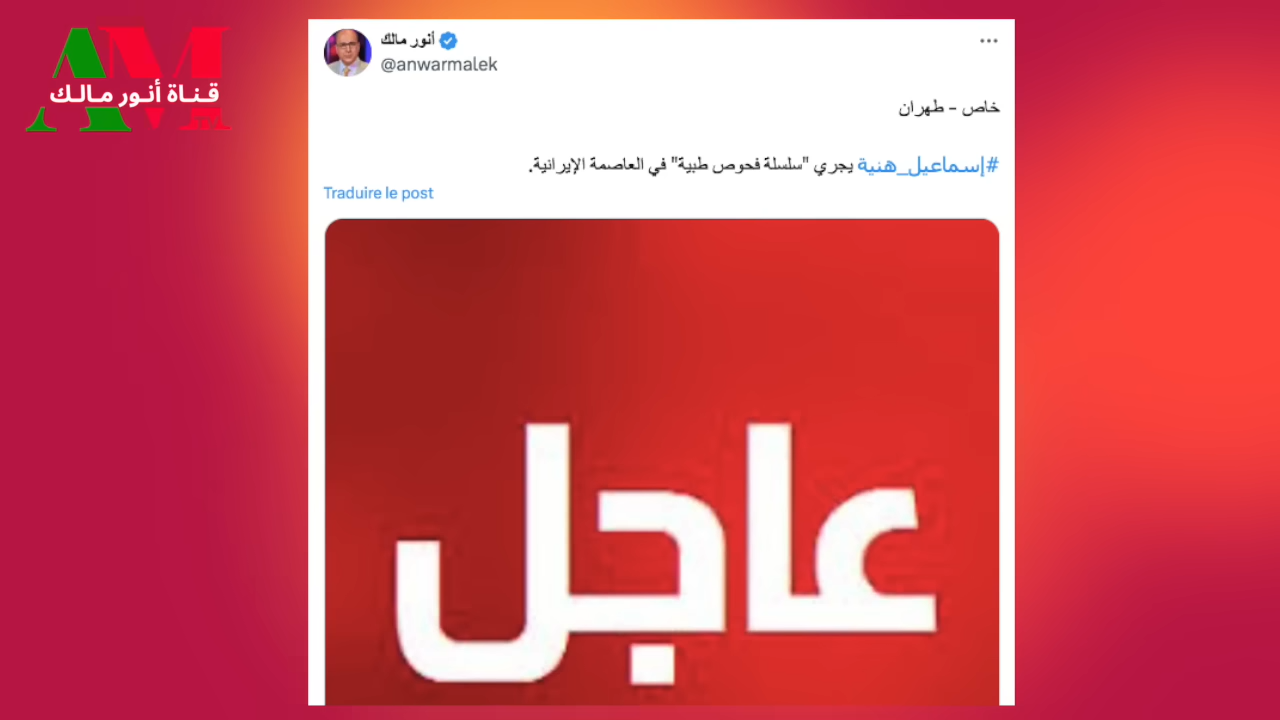 AM
قناة أنور مالك
أنور مالك
@anwarmalek
خاص - طهران
#إسماعيل_هنية يجري "سلسلة فحوص طبية" في العاصمة الإيرانية.
Traduire le post
عاجل